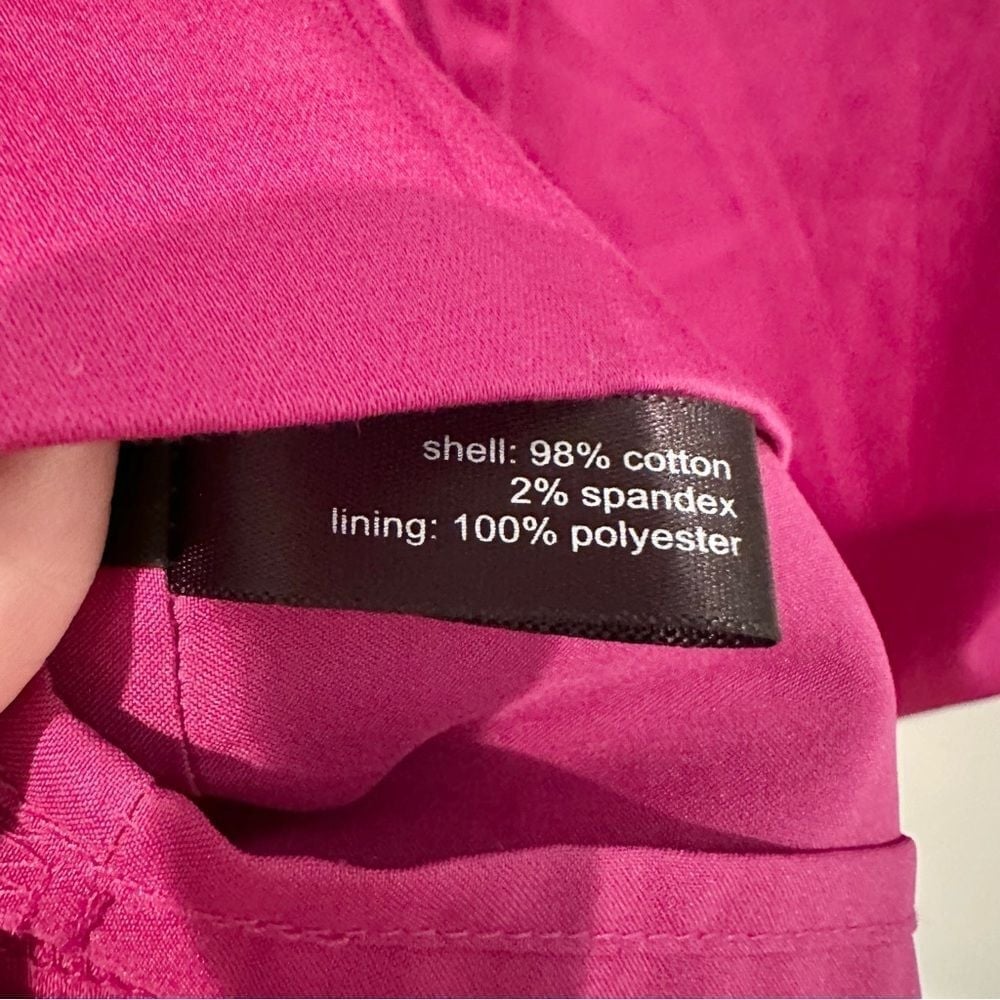 shell: 98% cotton
2% spandex
lining: 100% polyester